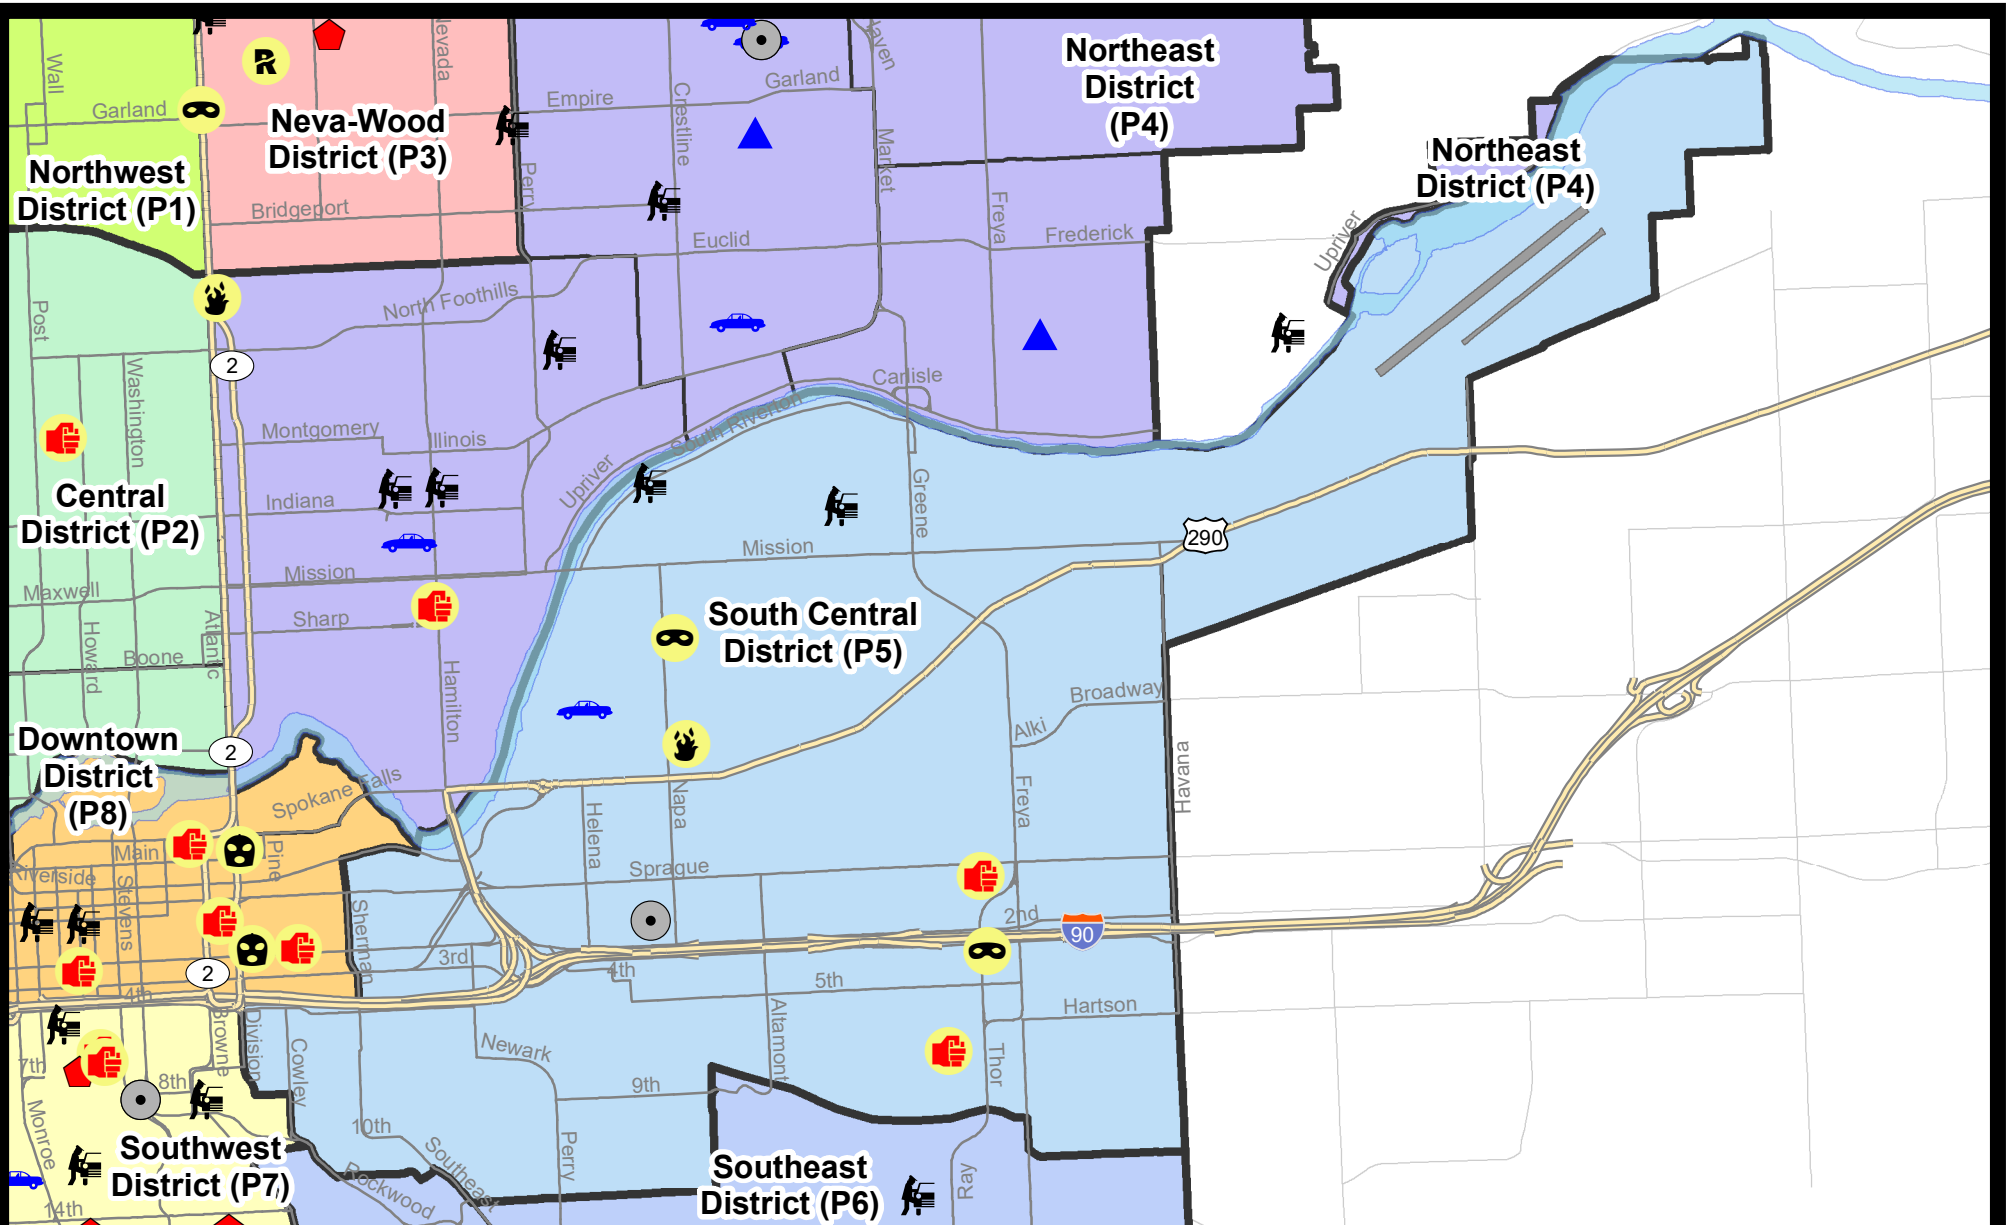 Northeast
District
(P4)
Neva-Wood
District (P3)
Northwest
District (P1)
Northeast
District (P4)
Central
District (P2)
South Central
District (P5)
Downtown
District
(P8)
Southwest
District (P7)
Southeast
District (P6)
Wall
Nevada
Garland
Empire
Garland
Crestline
Market
Perry
Bridgeport
Euclid
Freya
Frederick
Upriver
Post
North Foothills
2
Washington
Carlisle
South Riverton
Montgomery
Illinois
Upriver
Indiana
Greene
290
Mission
Mission
Maxwell
Sharp
Howard
Atlantic
Boone
Hamilton
Broadway
Alki
2
Havana
Spokane Falls
Helena
Napa
Freya
Main
Pine
Riverside
Stevens
Sprague
Sherman
2nd
90
3rd
4th
5th
2
4th
Hartson
Browne
Division
Altamont
Cowley
Newark
Thor
7th
8th
9th
Monroe
10th
Perry
Southeast
Rockwood
Ray
14th